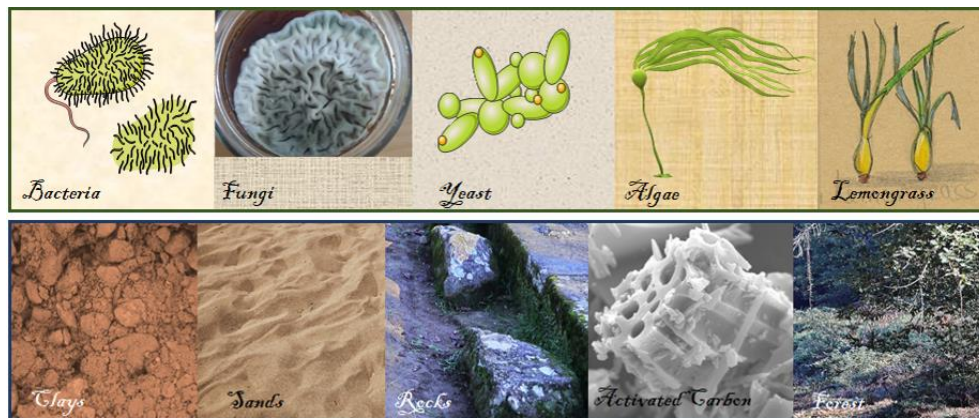 Bacteria
Fungi
Yeast
Algae
Lemongrass
Clays
Sands
Rocks
Activated Carbon
Forest